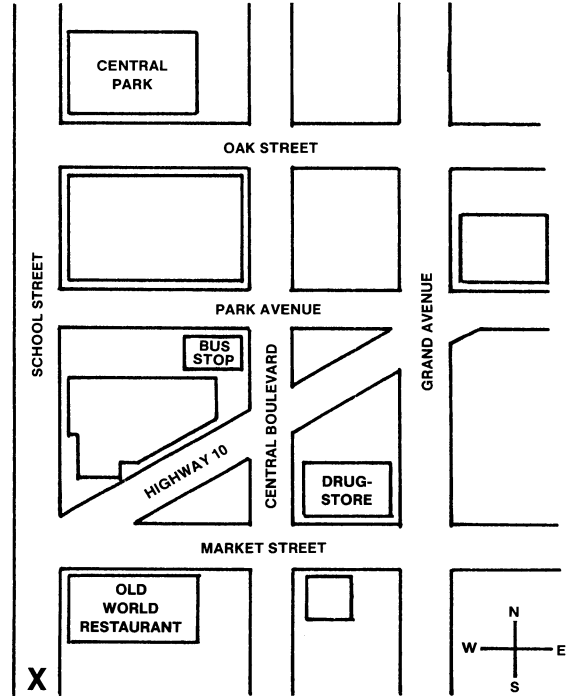 CENTRAL
PARK
OAK STREET
SCHOOL STREET
PARK AVENUE
GRAND AVENUE
BUS
STOP
CENTRAL BOULEVARD
HIGHWAY 10
DRUG-
STORE
MARKET STREET
OLD
WORLD
RESTAURANT
X
N
W
E
S